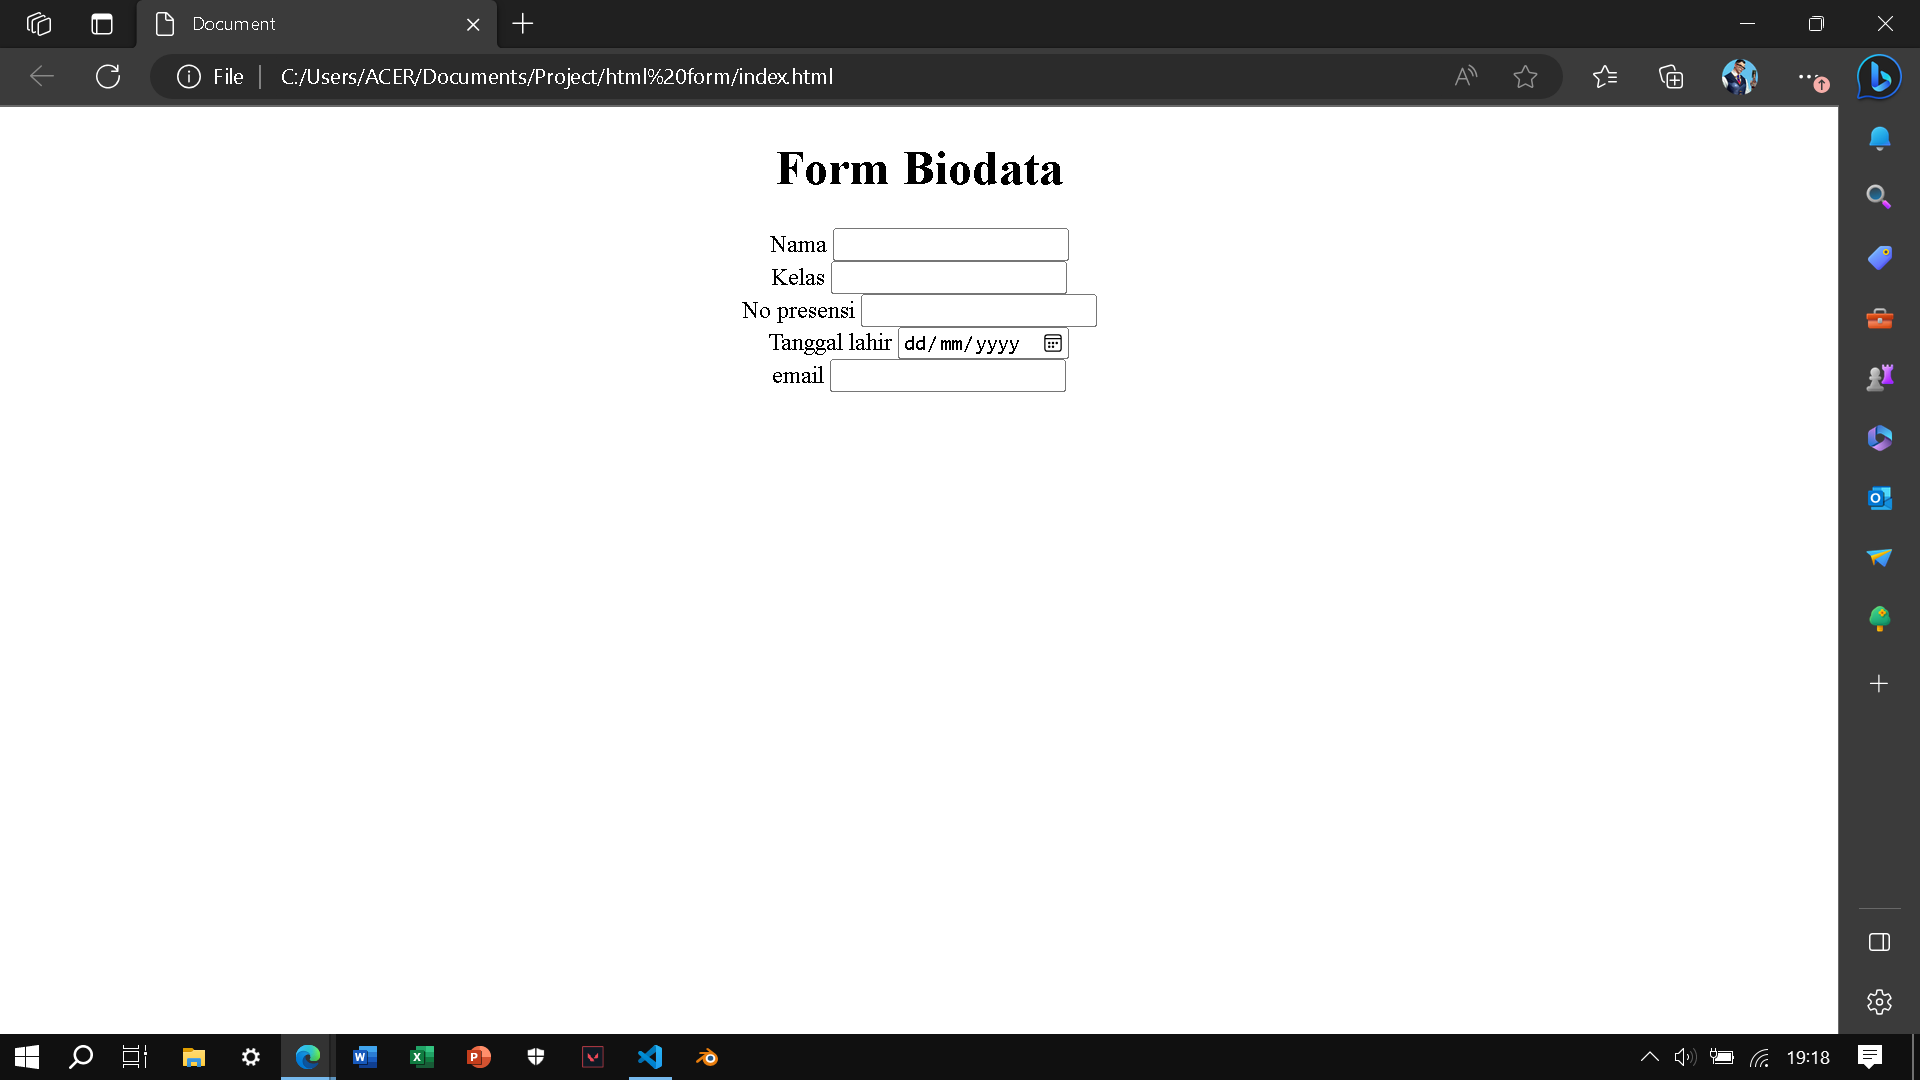 Document
File
C:/Users/ACER/Documents/Project/html%20form/index.html
Form Biodata
Nama
Kelas
No presensi
Tanggal lahir dd/mm/yyyy
email
19:18